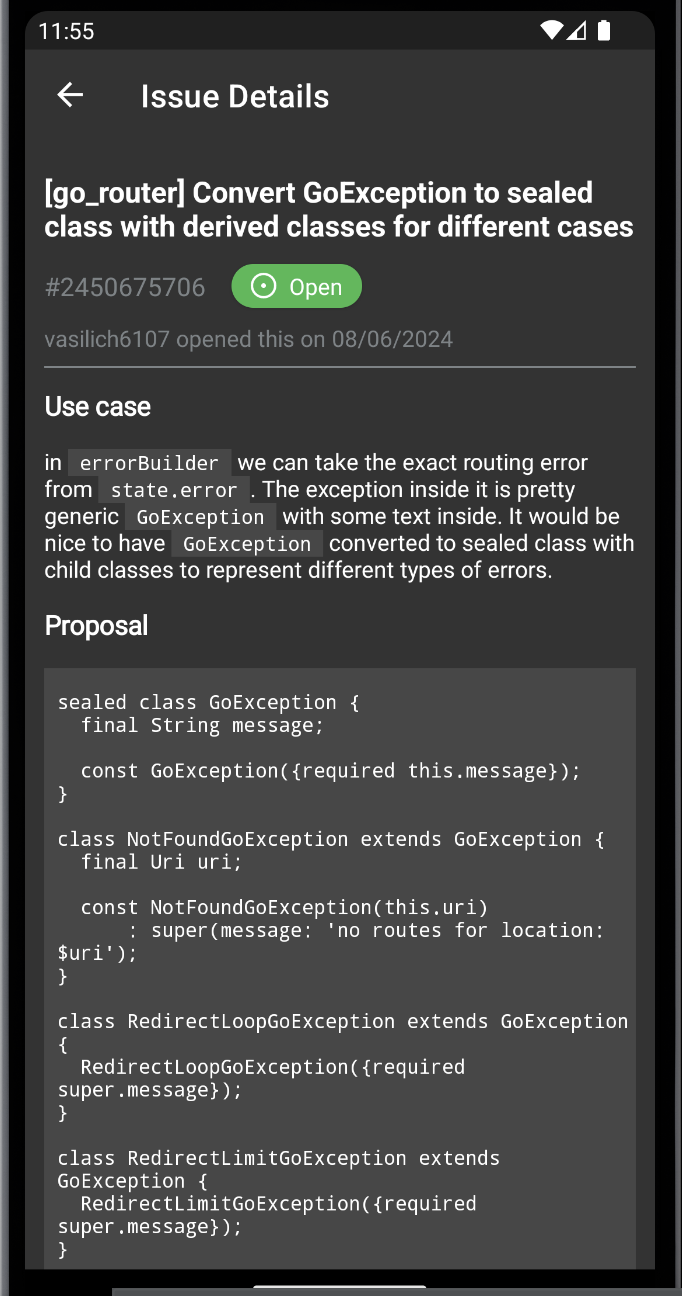 11:55
Issue Details
[go_router] Convert GoException to sealed
class with derived classes for different cases
#2450675706 Open
vasilich6107 opened this on 08/06/2024
Use case
in errorBuilder we can take the exact routing error
from state.error . The exception inside it is pretty
generic GoException with some text inside. It would be
nice to have GoException converted to sealed class with
child classes to represent different types of errors.
Proposal
sealed class GoException {
  final String message;
  const GoException({required this.message});
}
class NotFoundGoException extends GoException {
  final Uri uri;
  const NotFoundGoException(this.uri)
      : super(message: 'no routes for location:
$uri');
}
class RedirectLoopGoException extends GoException
{
  RedirectLoopGoException({required
super.message});
}
class RedirectLimitGoException extends
GoException {
  RedirectLimitGoException({required
super.message});
}